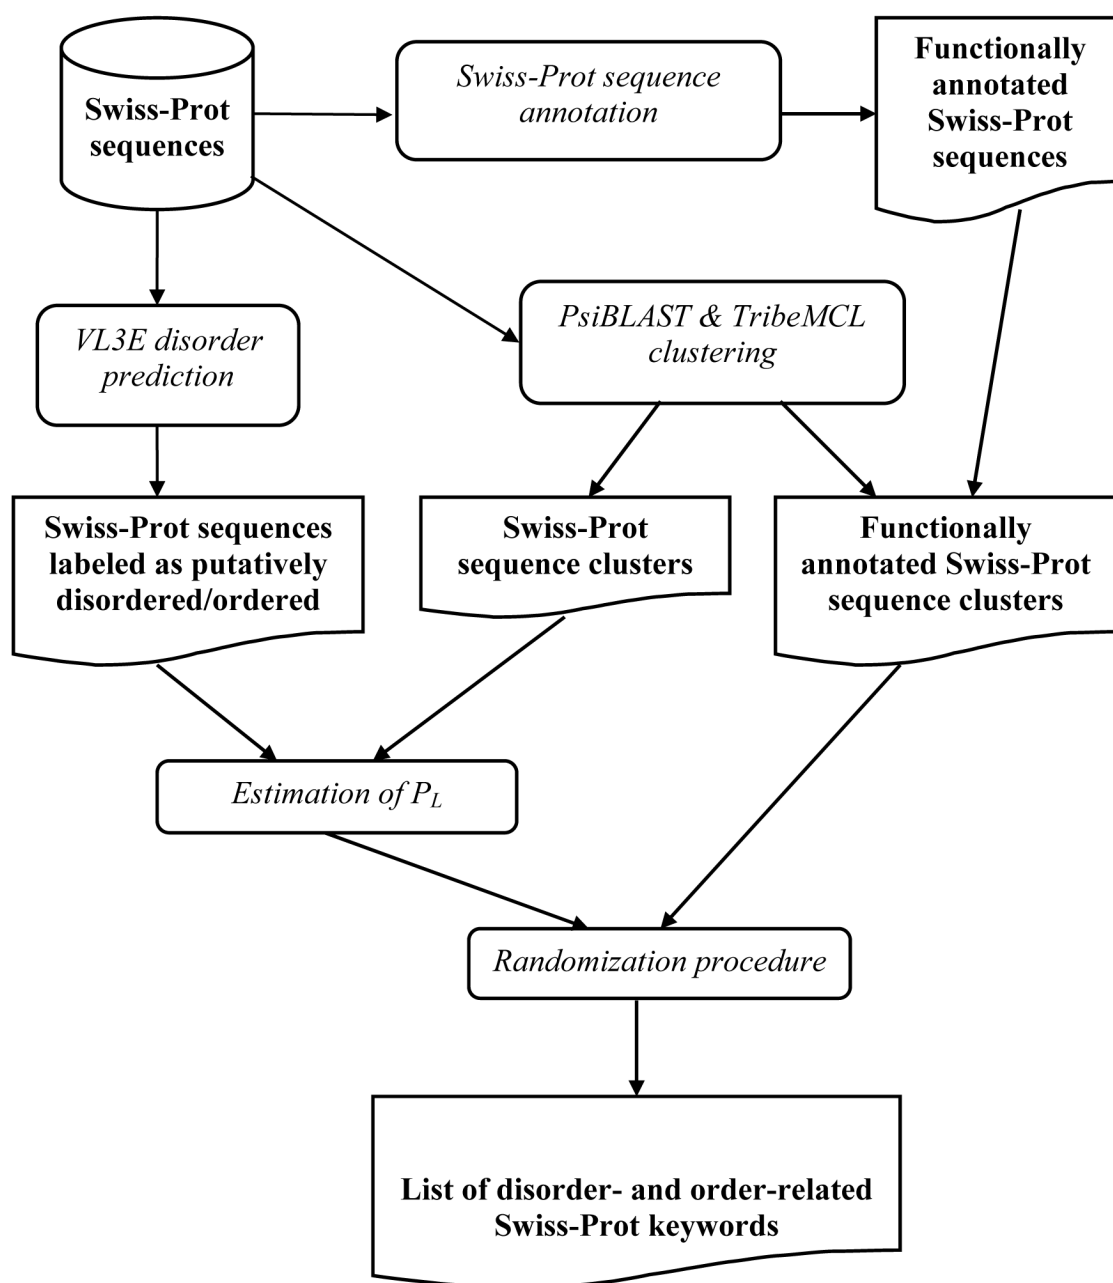 Swiss-Prot
sequences
Swiss-Prot sequence
annotation
Functionally
annotated
Swiss-Prot
sequences
VL3E disorder
prediction
PsiBLAST & TribeMCL
clustering
Swiss-Prot sequences
labeled as putatively
disordered/ordered
Swiss-Prot
sequence clusters
Functionally
annotated Swiss-Prot
sequence clusters
Estimation of P_L
Randomization procedure
List of disorder- and order-related
Swiss-Prot keywords